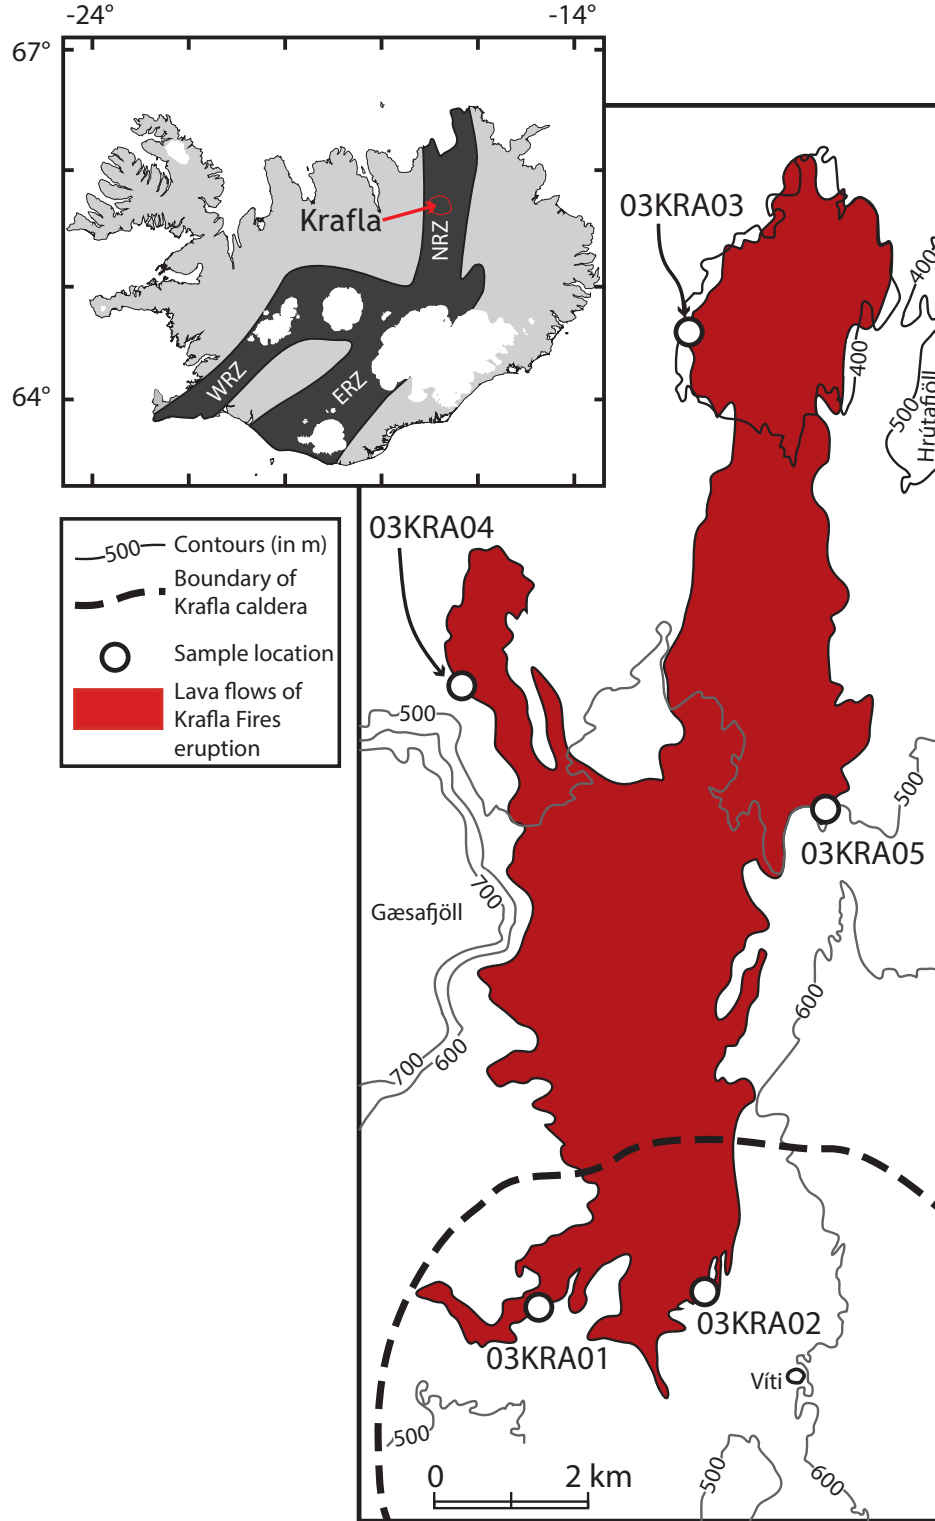 -24°
-14°
67°
64°
Krafla
NRZ
WRZ
ERZ
03KRA03
400
400
500
Hrútafjöll
500
Contours (in m)
Boundary of
Krafla caldera
Sample location
Lava flows of
Krafla Fires
eruption
03KRA04
500
500
03KRA05
700
Gæsafjöll
600
700
600
03KRA02
03KRA01
Víti
500
500
600
0
2 km